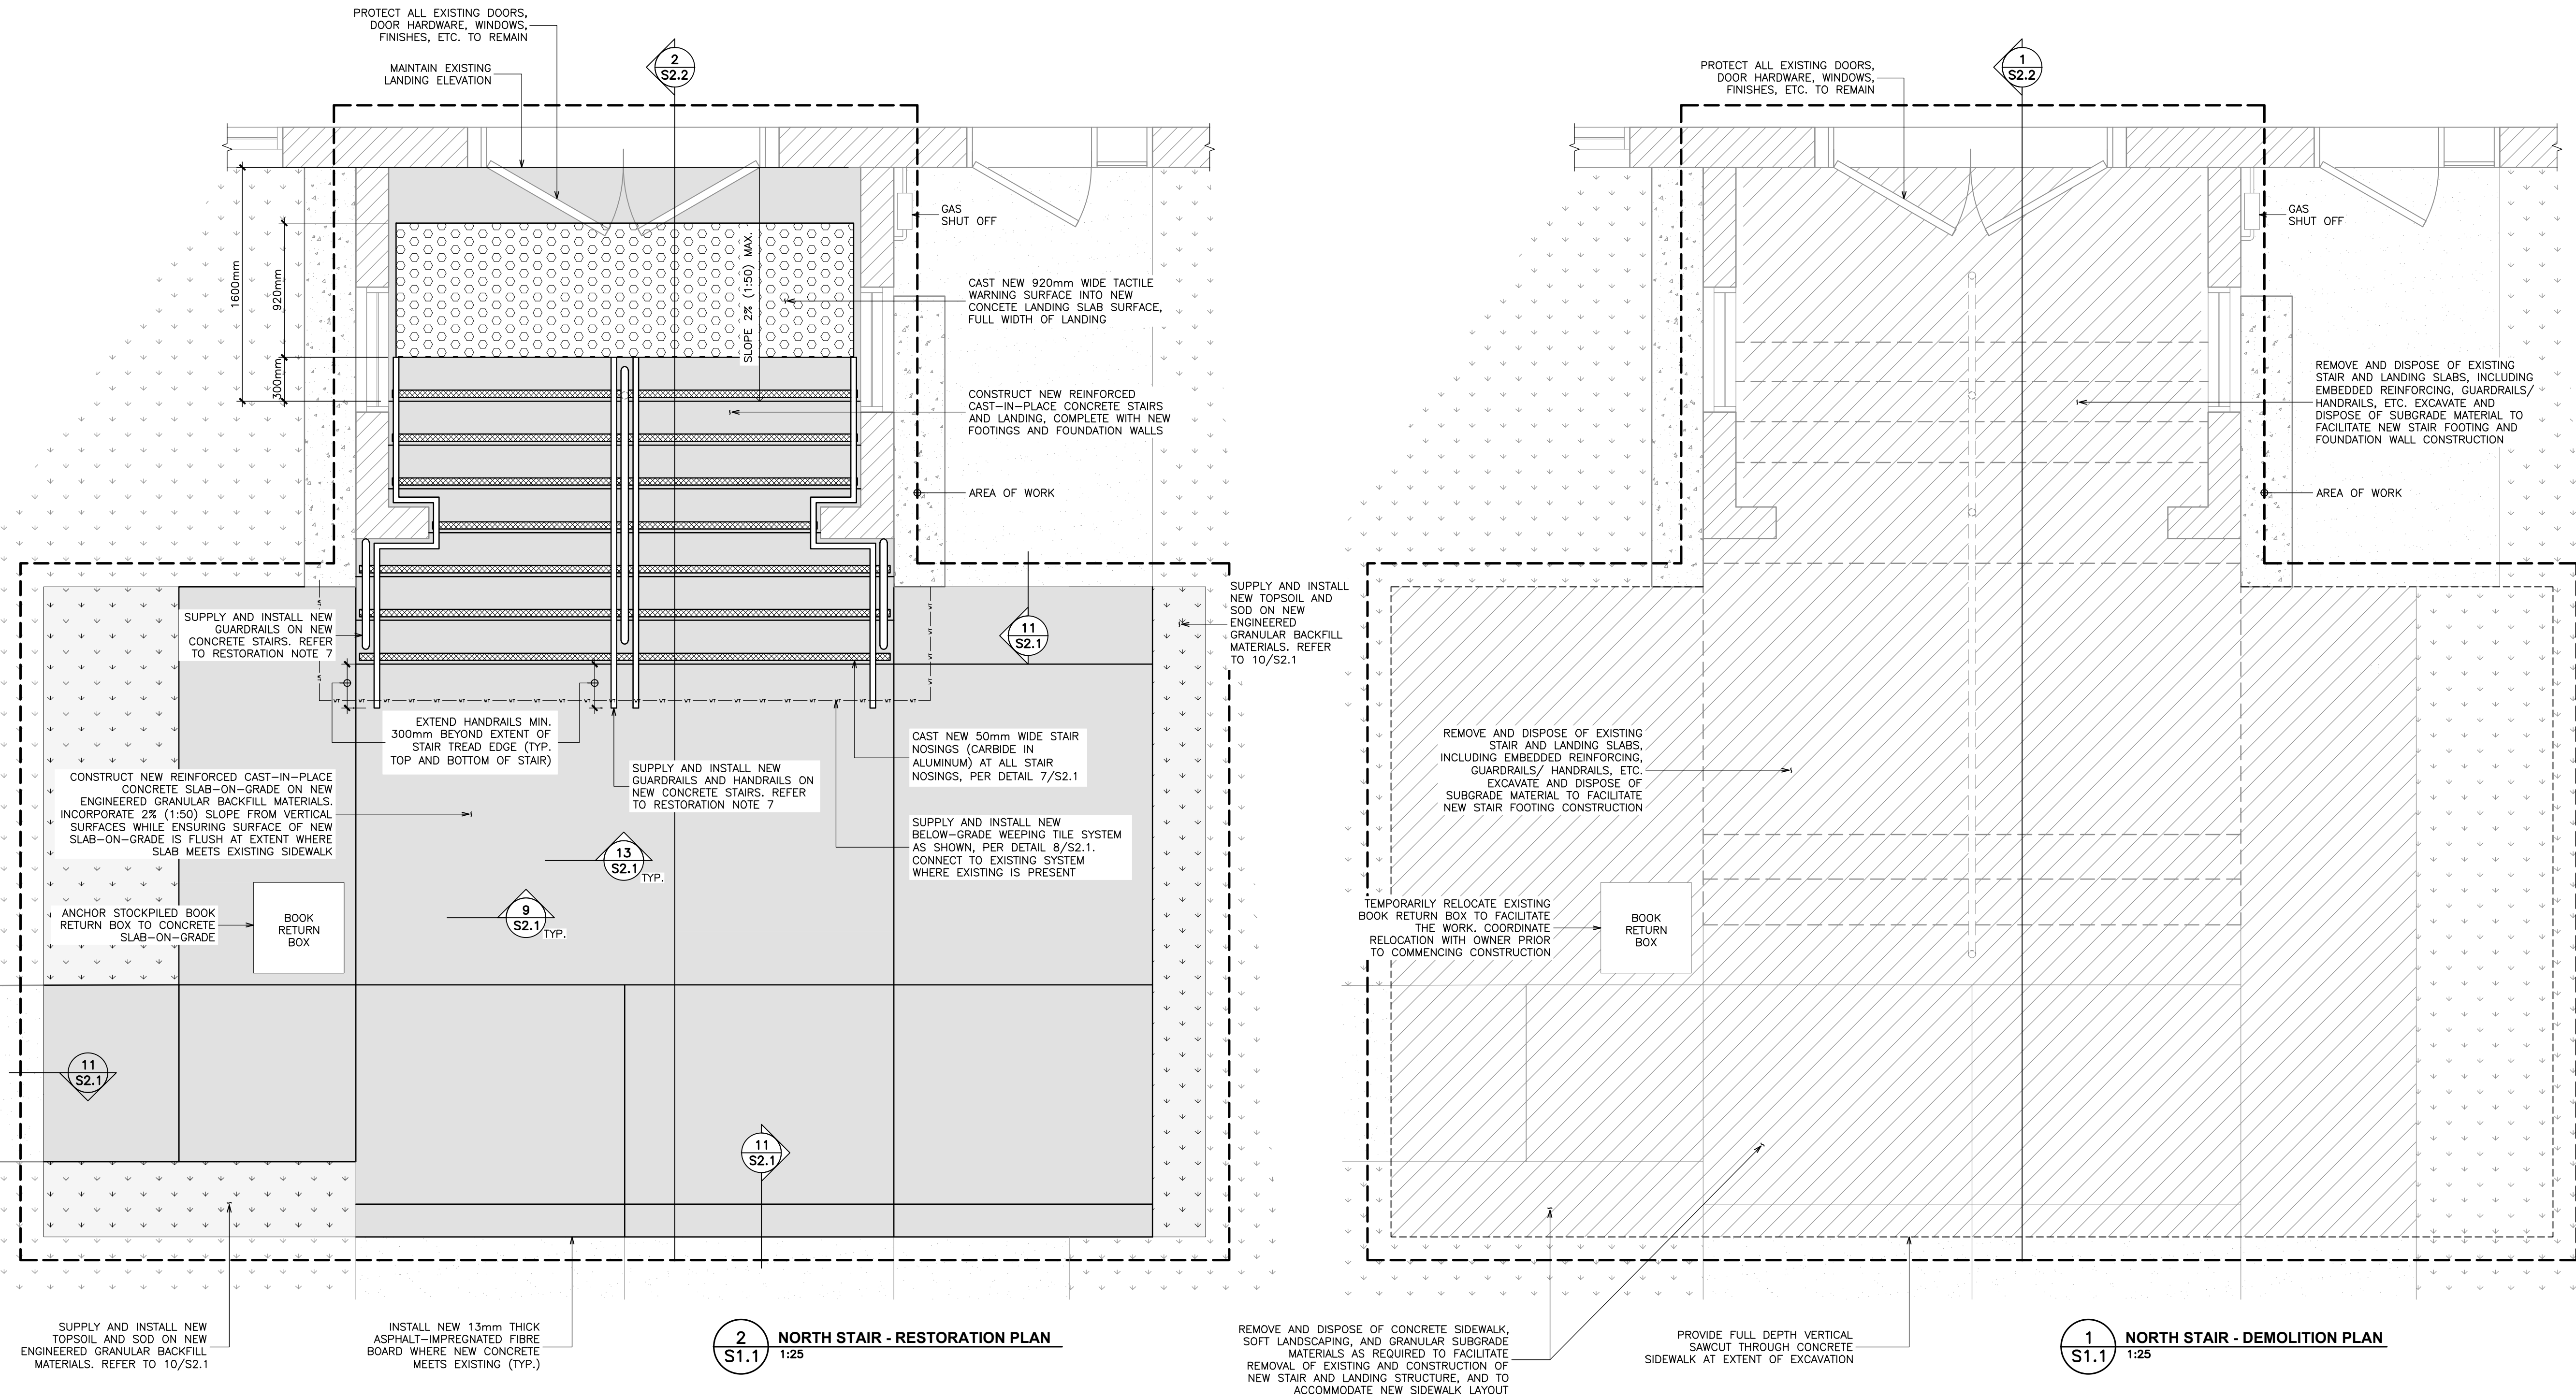 PROTECT ALL EXISTING DOORS,
DOOR HARDWARE, WINDOWS,
FINISHES, ETC. TO REMAIN
MAINTAIN EXISTING
LANDING ELEVATION
2
S2.2
GAS
SHUT OFF
1600mm
920mm
300mm
SLOPE 2% (1:50) MAX.
CAST NEW 920mm WIDE TACTILE
WARNING SURFACE INTO NEW
CONCETE LANDING SLAB SURFACE,
FULL WIDTH OF LANDING
CONSTRUCT NEW REINFORCED
CAST-IN-PLACE CONCRETE STAIRS
AND LANDING, COMPLETE WITH NEW
FOOTINGS AND FOUNDATION WALLS
AREA OF WORK
SUPPLY AND INSTALL NEW
GUARDRAILS ON NEW
CONCRETE STAIRS. REFER
TO RESTORATION NOTE 7
11
S2.1
SUPPLY AND INSTALL
NEW TOPSOIL AND
SOD ON NEW
ENGINEERED
GRANULAR BACKFILL
MATERIALS. REFER
TO 10/S2.1
WT WT WT WT WT WT WT WT WT WT WT WT
EXTEND HANDRAILS MIN.
300mm BEYOND EXTENT OF
STAIR TREAD EDGE (TYP.
TOP AND BOTTOM OF STAIR)
SUPPLY AND INSTALL NEW
GUARDRAILS AND HANDRAILS ON
NEW CONCRETE STAIRS. REFER
TO RESTORATION NOTE 7
CAST NEW 50mm WIDE STAIR
NOSINGS (CARBIDE IN
ALUMINUM) AT ALL STAIR
NOSINGS, PER DETAIL 7/S2.1
CONSTRUCT NEW REINFORCED CAST-IN-PLACE
CONCRETE SLAB-ON-GRADE ON NEW
ENGINEERED GRANULAR BACKFILL MATERIALS.
INCORPORATE 2% (1:50) SLOPE FROM VERTICAL
SURFACES WHILE ENSURING SURFACE OF NEW
SLAB-ON-GRADE IS FLUSH AT EXTENT WHERE
SLAB MEETS EXISTING SIDEWALK
SUPPLY AND INSTALL NEW
BELOW-GRADE WEEPING TILE SYSTEM
AS SHOWN, PER DETAIL 8/S2.1.
CONNECT TO EXISTING SYSTEM
WHERE EXISTING IS PRESENT
13
S2.1
TYP.
9
S2.1
TYP.
ANCHOR STOCKPILED BOOK
RETURN BOX TO CONCRETE
SLAB-ON-GRADE
BOOK
RETURN
BOX
11
S2.1
11
S2.1
SUPPLY AND INSTALL NEW
TOPSOIL AND SOD ON NEW
ENGINEERED GRANULAR BACKFILL
MATERIALS. REFER TO 10/S2.1
INSTALL NEW 13mm THICK
ASPHALT-IMPREGNATED FIBRE
BOARD WHERE NEW CONCRETE
MEETS EXISTING (TYP.)
2
S1.1
NORTH STAIR - RESTORATION PLAN
1:25
PROTECT ALL EXISTING DOORS,
DOOR HARDWARE, WINDOWS,
FINISHES, ETC. TO REMAIN
1
S2.2
GAS
SHUT OFF
REMOVE AND DISPOSE OF EXISTING
STAIR AND LANDING SLABS, INCLUDING
EMBEDDED REINFORCING, GUARDRAILS/
HANDRAILS, ETC. EXCAVATE AND
DISPOSE OF SUBGRADE MATERIAL TO
FACILITATE NEW STAIR FOOTING AND
FOUNDATION WALL CONSTRUCTION
AREA OF WORK
REMOVE AND DISPOSE OF EXISTING
STAIR AND LANDING SLABS,
INCLUDING EMBEDDED REINFORCING,
GUARDRAILS/ HANDRAILS, ETC.
EXCAVATE AND DISPOSE OF
SUBGRADE MATERIAL TO FACILITATE
NEW STAIR FOOTING CONSTRUCTION
TEMPORARILY RELOCATE EXISTING
BOOK RETURN BOX TO FACILITATE
THE WORK. COORDINATE
RELOCATION WITH OWNER PRIOR
TO COMMENCING CONSTRUCTION
BOOK
RETURN
BOX
REMOVE AND DISPOSE OF CONCRETE SIDEWALK,
SOFT LANDSCAPING, AND GRANULAR SUBGRADE
MATERIALS AS REQUIRED TO FACILITATE
REMOVAL OF EXISTING AND CONSTRUCTION OF
NEW STAIR AND LANDING STRUCTURE, AND TO
ACCOMMODATE NEW SIDEWALK LAYOUT
PROVIDE FULL DEPTH VERTICAL
SAWCUT THROUGH CONCRETE
SIDEWALK AT EXTENT OF EXCAVATION
1
S1.1
NORTH STAIR - DEMOLITION PLAN
1:25